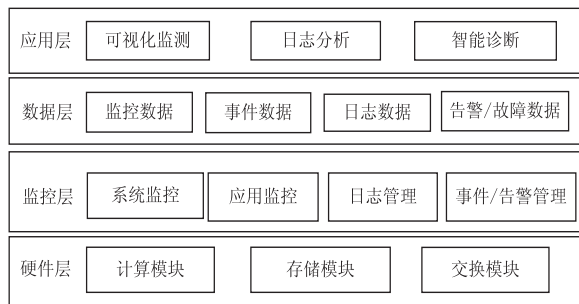 应用层 可视化监测 日志分析 智能诊断
数据层 监控数据 事件数据 日志数据 告警/故障数据
监控层 系统监控 应用监控 日志管理 事件/告警管理
硬件层 计算模块 存储模块 交换模块